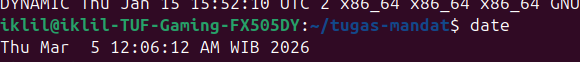 DYNAMIC Thu Jan 15 15:52:10 UTC 2 x86_64 x86_64 x86_64 GNU
iklil@iklil-TUF-Gaming-FX505DY:~/tugas-mandat$ date
Thu Mar  5 12:06:12 AM WIB 2026